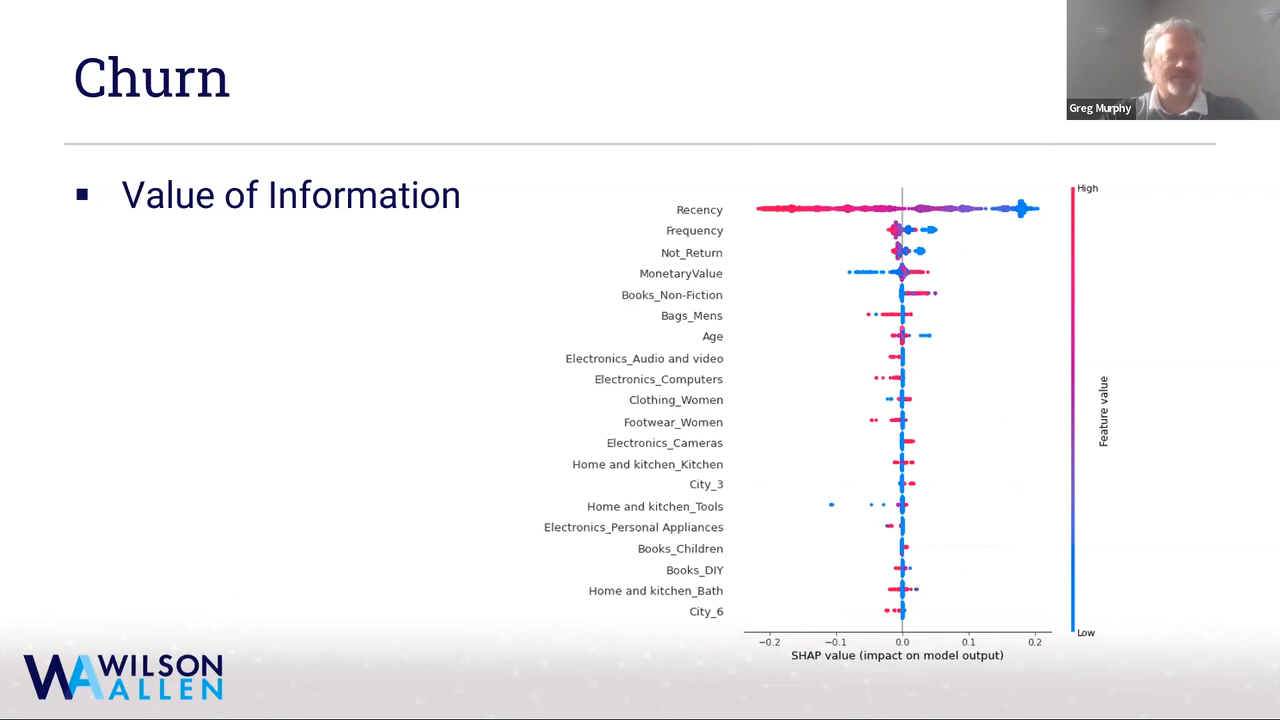 Churn
Greg Murphy
▪ Value of Information
High
Recency
Frequency
Not_Return
MonetaryValue
Books_Non-Fiction
Bags_Mens
Age
Electronics_Audio and video
Electronics_Computers
Clothing_Women
Footwear_Women
Electronics_Cameras
Home and kitchen_Kitchen
City_3
Home and kitchen_Tools
Electronics_Personal Appliances
Books_Children
Books_DIY
Home and kitchen_Bath
City_6
Feature value
Low
−0.2 −0.1 0.0 0.1 0.2
SHAP value (impact on model output)
WA WILSON
ALLEN